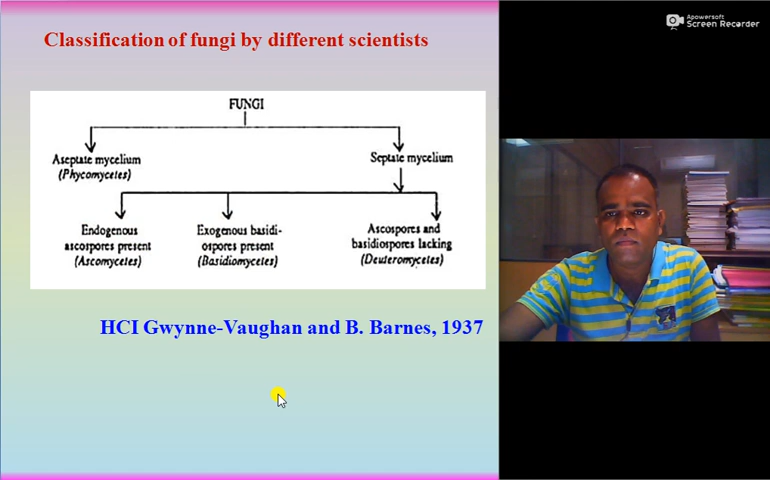 Classification of fungi by different scientists
FUNGI
Aseptate mycelium
(Phycomycetes)
Septate mycelium
Endogenous
ascospores present
(Ascomycetes)
Exogenous basidi-
ospores present
(Basidiomycetes)
Ascospores and
basidiospores lacking
(Deuteromycetes)
HCI Gwynne-Vaughan and B. Barnes, 1937
Apowersoft
Screen Recorder